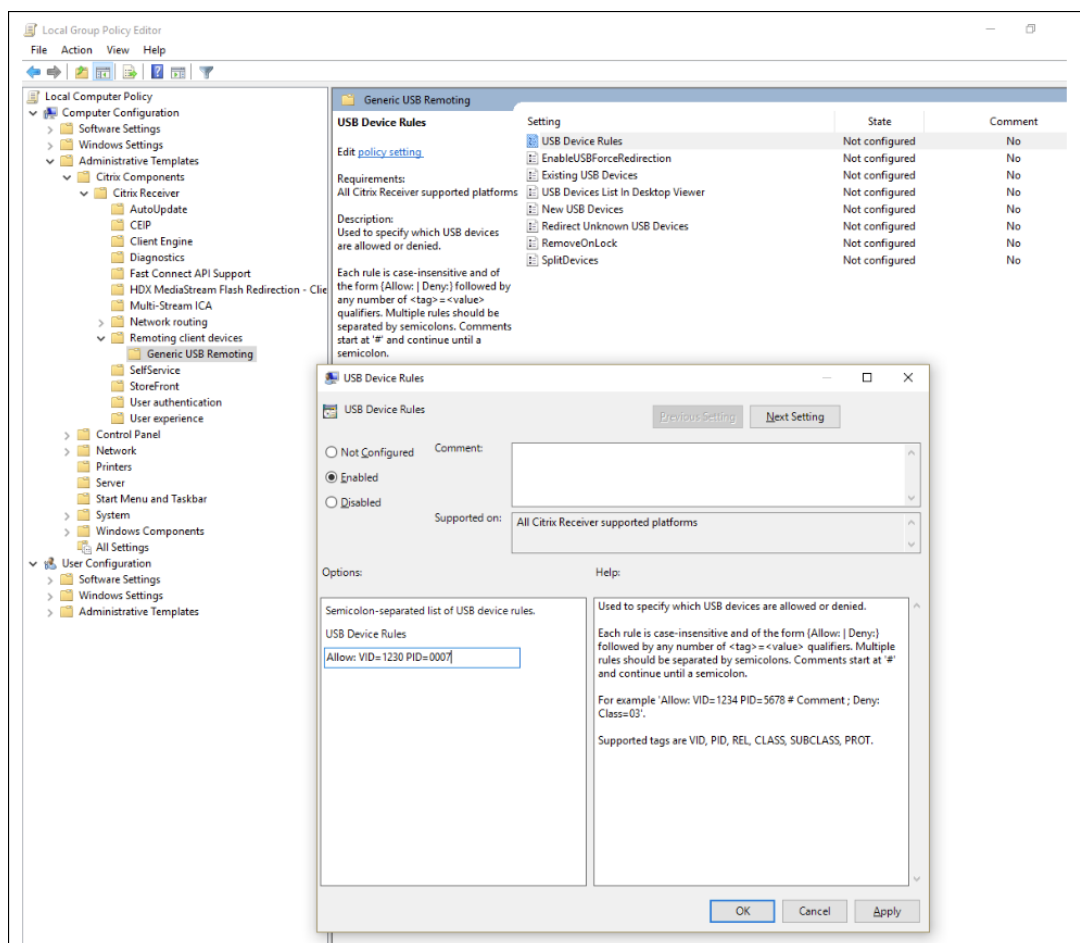 Local Group Policy Editor
File Action View Help
Local Computer Policy
Computer Configuration
Software Settings
Windows Settings
Administrative Templates
Citrix Components
Citrix Receiver
AutoUpdate
CEIP
Client Engine
Diagnostics
Fast Connect API Support
HDX MediaStream Flash Redirection - Clie
Multi-Stream ICA
Network routing
Remoting client devices
Generic USB Remoting
SelfService
StoreFront
User authentication
User experience
Control Panel
Network
Printers
Server
Start Menu and Taskbar
System
Windows Components
All Settings
User Configuration
Software Settings
Windows Settings
Administrative Templates
Generic USB Remoting
USB Device Rules
Edit policy setting
Requirements:
All Citrix Receiver supported platforms
Description:
Used to specify which USB devices
are allowed or denied.
Each rule is case-insensitive and of
the form {Allow: | Deny:} followed by
any number of <tag>=<value>
qualifiers. Multiple rules should be
separated by semicolons. Comments
start at '#' and continue until a
semicolon.
Setting State Comment
USB Device Rules Not configured No
EnableUSBForceRedirection Not configured No
Existing USB Devices Not configured No
USB Devices List In Desktop Viewer Not configured No
New USB Devices Not configured No
Redirect Unknown USB Devices Not configured No
RemoveOnLock Not configured No
SplitDevices Not configured No
USB Device Rules
USB Device Rules
Previous Setting Next Setting
Not Configured
Enabled
Disabled
Comment:
Supported on: All Citrix Receiver supported platforms
Options: Help:
Semicolon-separated list of USB device rules.
USB Device Rules
Allow: VID=1230 PID=0007
Used to specify which USB devices are allowed or denied.
Each rule is case-insensitive and of the form {Allow: | Deny:}
followed by any number of <tag>=<value> qualifiers. Multiple
rules should be separated by semicolons. Comments start at '#'
and continue until a semicolon.
For example 'Allow: VID=1234 PID=5678 # Comment ; Deny:
Class=03'.
Supported tags are VID, PID, REL, CLASS, SUBCLASS, PROT.
OK Cancel Apply